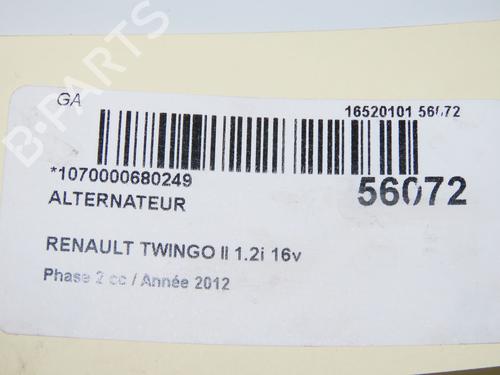 B-PARTS
GA
16520101 56072
*1070000680249
56072
ALTERNATEUR
RENAULT TWINGO II 1.2i 16v
Phase 2 cc / Année 2012